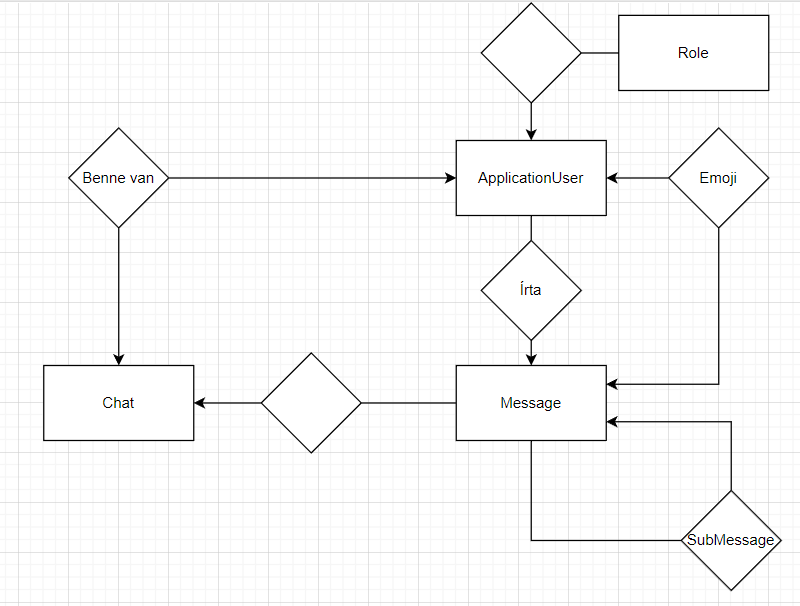 Role
Benne van
ApplicationUser
Emoji
Írta
Chat
Message
SubMessage